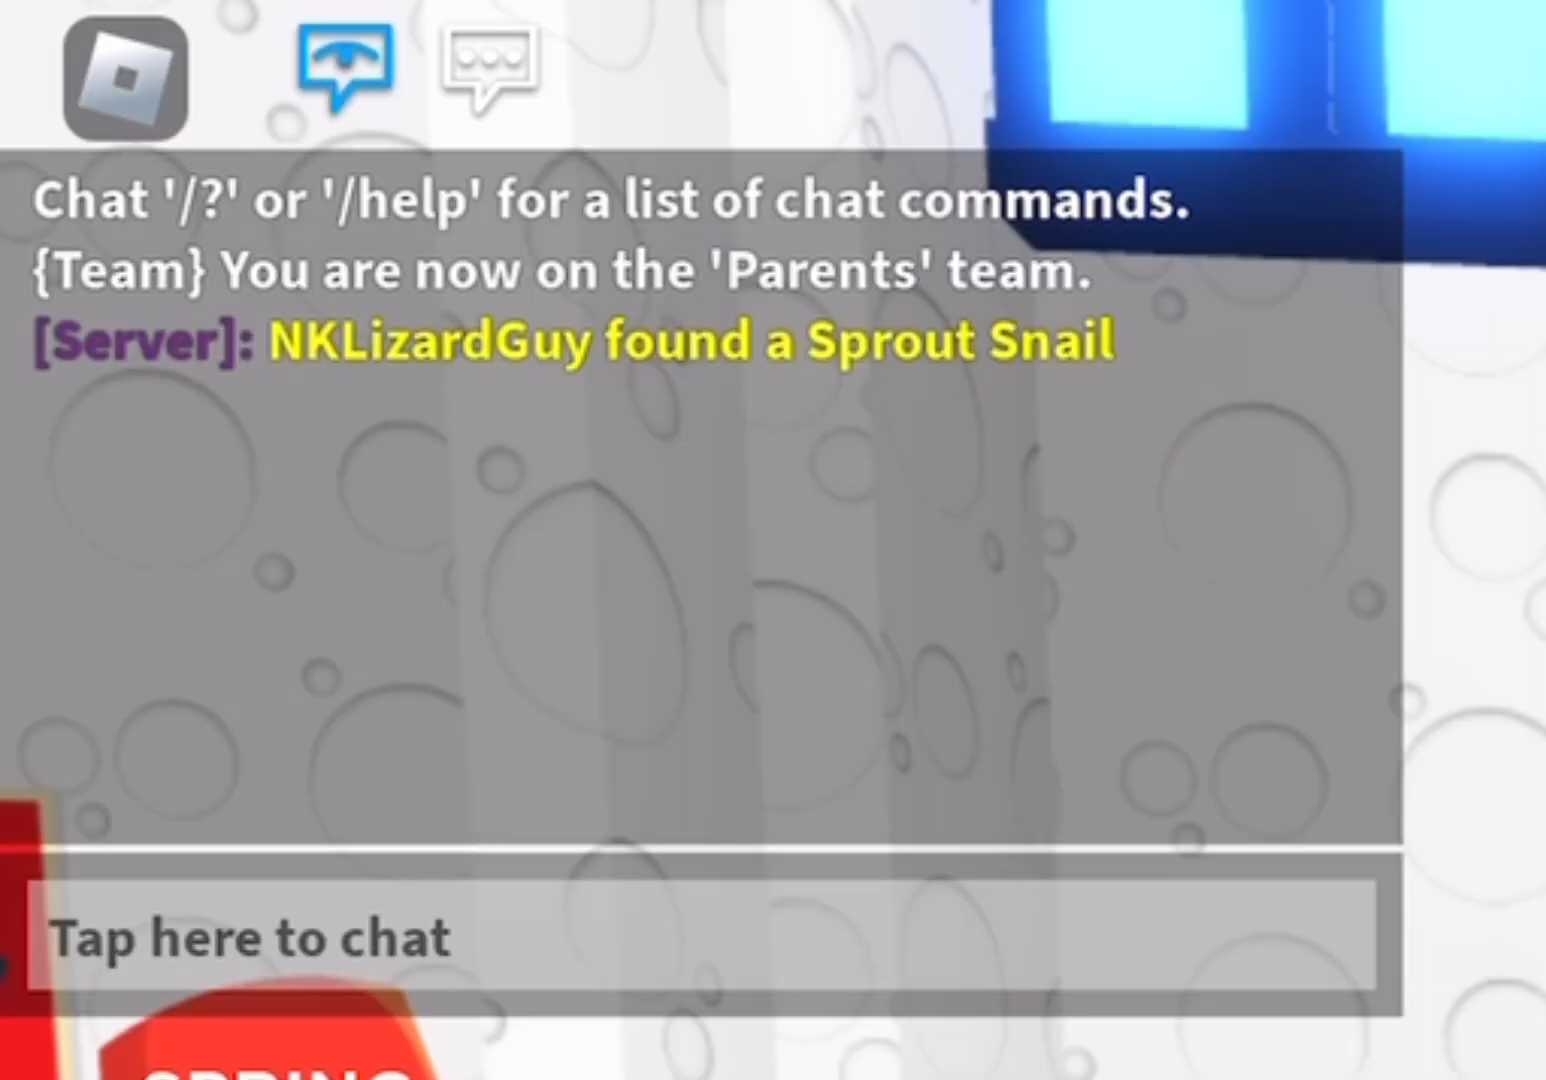 Chat '/?' or '/help' for a list of chat commands.
{Team} You are now on the 'Parents' team.
[Server]: NKLizardGuy found a Sprout Snail
Tap here to chat
SPRING